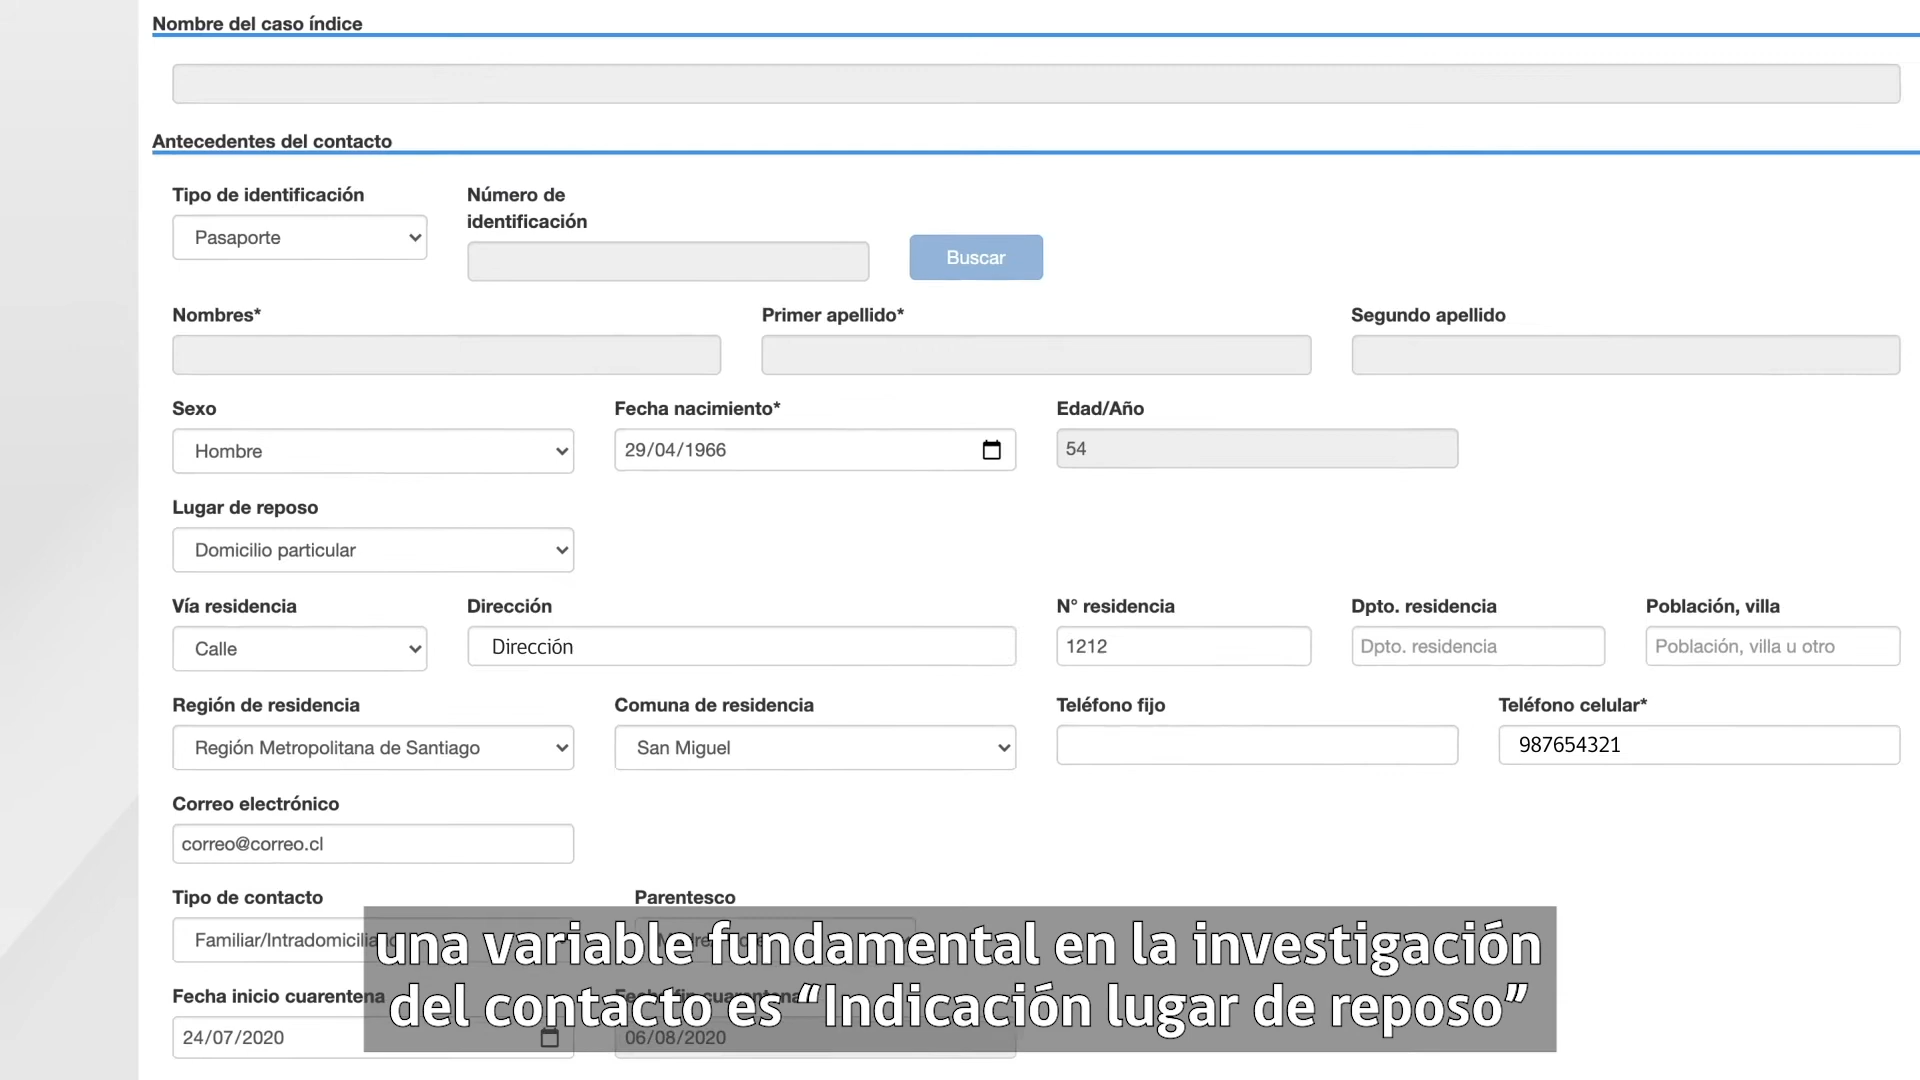 Nombre del caso índice
Antecedentes del contacto
Tipo de identificación
Número de
identificación
Pasaporte
Buscar
Nombres*
Primer apellido*
Segundo apellido
Sexo
Fecha nacimiento*
Edad/Año
Hombre
29/04/1966
54
Lugar de reposo
Domicilio particular
Vía residencia
Dirección
N° residencia
Dpto. residencia
Población, villa
Calle
Dirección
1212
Dpto. residencia
Población, villa u otro
Región de residencia
Comuna de residencia
Teléfono fijo
Teléfono celular*
Región Metropolitana de Santiago
San Miguel
987654321
Correo electrónico
correo@correo.cl
Tipo de contacto
Parentesco
Familiar/Intradomiciliario
una variable fundamental en la investigación
del contacto es “Indicación lugar de reposo”
Fecha inicio cuarentena
Fecha fin cuarentena
24/07/2020
06/08/2020